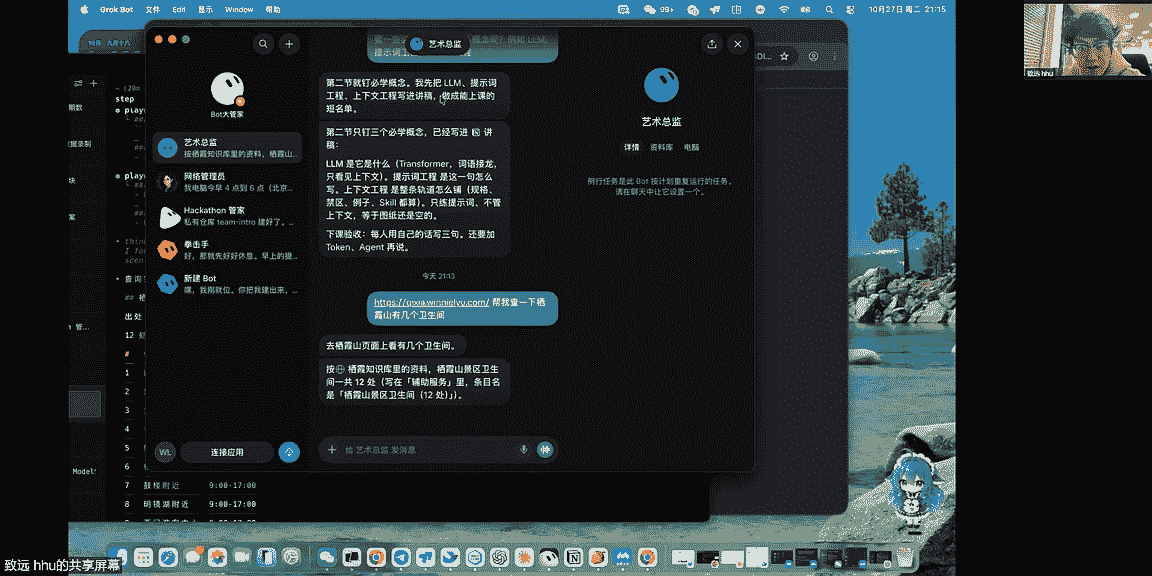 Grok Bot 文件 Edit 显示 Window 帮助
99+
10月27日 周二 21:15
致远 hhu
10月
艺术总监
提示词工
第二节就钉必学概念。我先把 LLM、提示词
工程、上下文工程写进讲稿，做成能上课的
短名单。
第二节只钉三个必学概念，已经写进 讲
稿：
LLM 是它是什么（Transformer，词语接龙，
只看见上下文）。提示词工程 是这一句怎么
写。上下文工程 是整条轨道怎么铺（规格、
禁区、例子、Skill 都算）。只练提示词、不管
上下文，等于图纸还是空的。
下课验收：每人用自己的话写三句。还要加
Token、Agent 再说。
今天 21:13
https://qixia.winnielyu.com/ 帮我查一下栖
霞山有几个卫生间
去栖霞山页面上看有几个卫生间。
按 栖霞知识库里的资料，栖霞山景区卫生
间一共 12 处（写在「辅助服务」里，条目名
是「栖霞山景区卫生间（12 处）」）。
给 艺术总监 发消息
Bot大管家
艺术总监
按栖霞知识库里的资料，栖霞山...
网络管理员
我电脑今早 4 点到 6 点（北京...
Hackathon 管家
私有仓库 team-intro 建好了。...
拳击手
好，那就先好好休息。早上的提...
新建 Bot
嘿，我刚就位。你把我建出来，...
WL
连接应用
艺术总监
详情 资料库 电脑
例行任务是此 Bot 按计划重复运行的任务。
请在聊天中让它设置一个。
step
出处
12 处
1
2
3
4
5
6
7 鼓楼附近 9:00-17:00
8 明镜湖附近 9:00-00:00
致远 hhu的共享屏幕